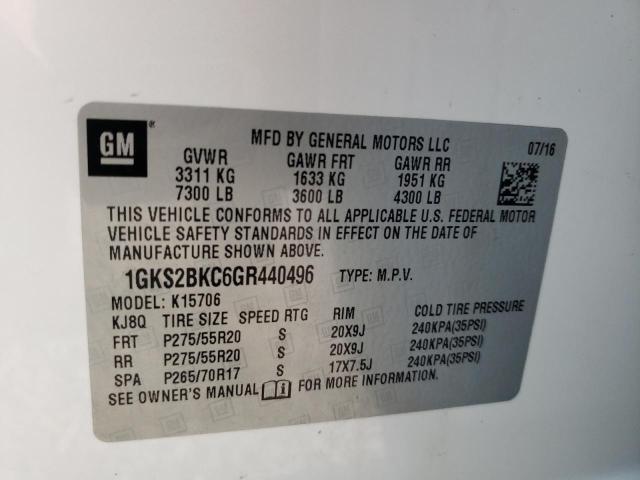 GM
MFD BY GENERAL MOTORS LLC 07/16
GVWR GAWR FRT GAWR RR
3311 KG 1633 KG 1951 KG
7300 LB 3600 LB 4300 LB
THIS VEHICLE CONFORMS TO ALL APPLICABLE U.S. FEDERAL MOTOR
VEHICLE SAFETY STANDARDS IN EFFECT ON THE DATE OF
MANUFACTURE SHOWN ABOVE.
1GKS2BKC6GR440496 TYPE: M.P.V.
MODEL: K15706
KJ8Q TIRE SIZE SPEED RTG RIM COLD TIRE PRESSURE
FRT P275/55R20 S 20X9J 240KPA(35PSI)
RR P275/55R20 S 20X9J 240KPA(35PSI)
SPA P265/70R17 S 17X7.5J 240KPA(35PSI)
SEE OWNER'S MANUAL FOR MORE INFORMATION.